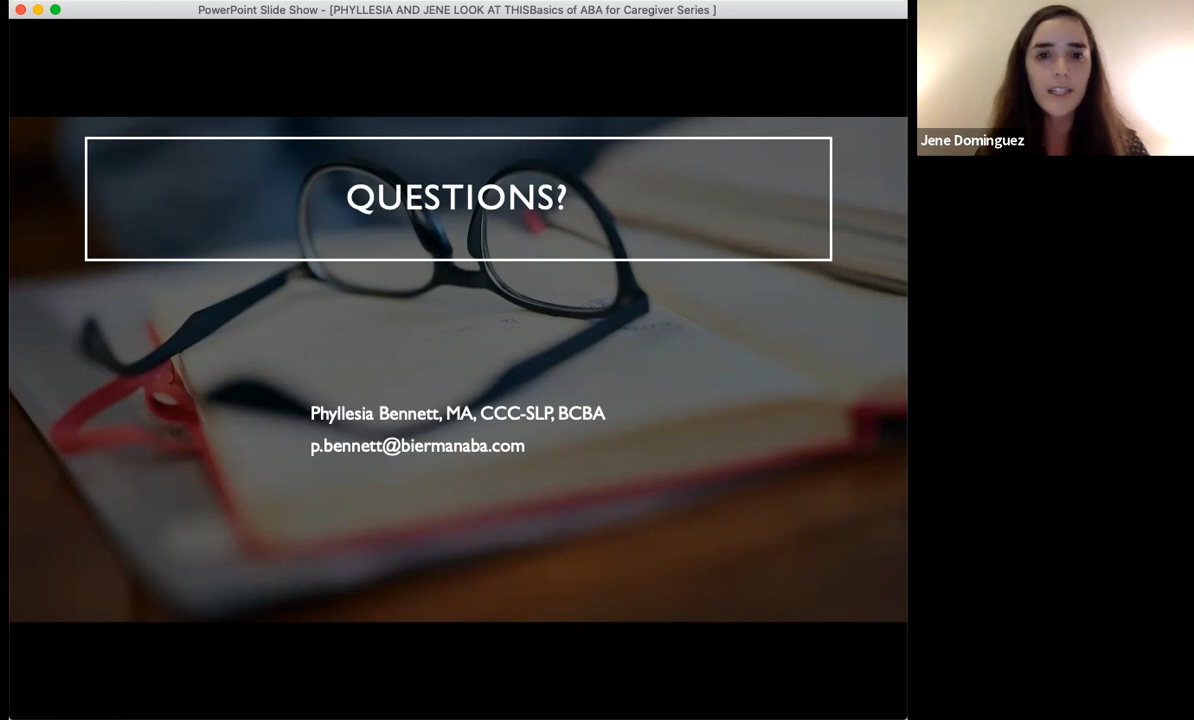 PowerPoint Slide Show - [PHYLLESIA AND JENE LOOK AT THISBasics of ABA for Caregiver Series ]
QUESTIONS?
Phyllesia Bennett, MA, CCC-SLP, BCBA
p.bennett@biermanaba.com
Jene Dominguez